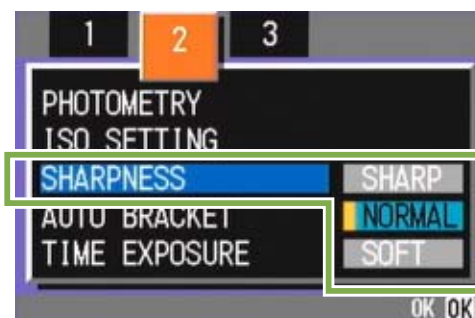 1 2 3
PHOTOMETRY
ISO SETTING
SHARPNESS SHARP
AUTO BRACKET NORMAL
TIME EXPOSURE SOFT
OK OK